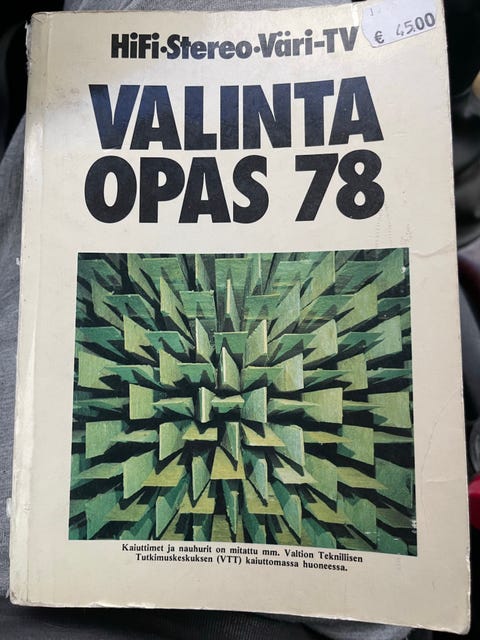 € 45.00
HiFi·Stereo·Väri-TV
VALINTA
OPAS 78
Kaiuttimet ja nauhurit on mitattu mm. Valtion Teknillisen
Tutkimuskeskuksen (VTT) kaiuttomassa huoneessa.